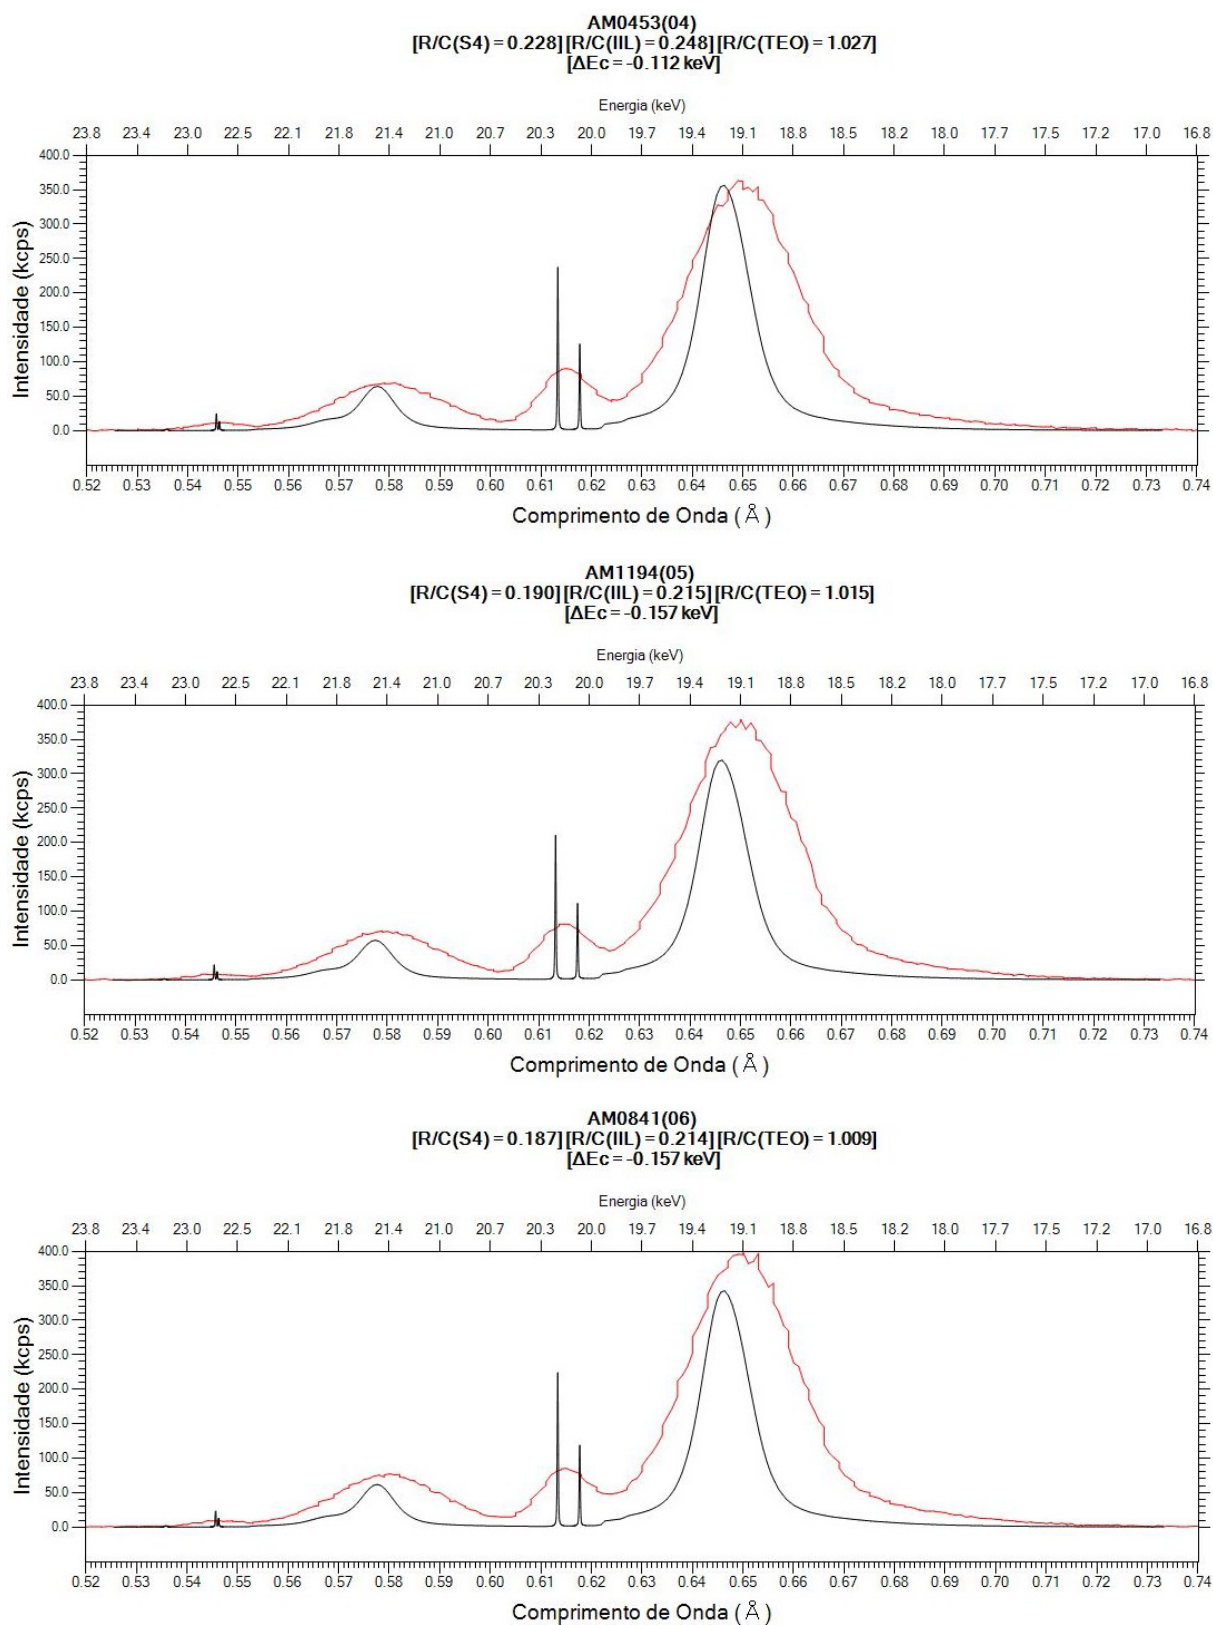 AM0453(04)
[R/C(S4) = 0.228] [R/C(IIL) = 0.248] [R/C(TEO) = 1.027]
[ΔEc = -0.112 keV]
Energia (keV)
23.8 23.4 23.0 22.5 22.1 21.8 21.4 21.0 20.7 20.3 20.0 19.7 19.4 19.1 18.8 18.5 18.2 18.0 17.7 17.5 17.2 17.0 16.8
Intensidade (kcps)
400.0
350.0
300.0
250.0
200.0
150.0
100.0
50.0
0.0
0.52 0.53 0.54 0.55 0.56 0.57 0.58 0.59 0.60 0.61 0.62 0.63 0.64 0.65 0.66 0.67 0.68 0.69 0.70 0.71 0.72 0.73 0.74
Comprimento de Onda ( Å )
AM1194(05)
[R/C(S4) = 0.190] [R/C(IIL) = 0.215] [R/C(TEO) = 1.015]
[ΔEc = -0.157 keV]
Energia (keV)
23.8 23.4 23.0 22.5 22.1 21.8 21.4 21.0 20.7 20.3 20.0 19.7 19.4 19.1 18.8 18.5 18.2 18.0 17.7 17.5 17.2 17.0 16.8
Intensidade (kcps)
400.0
350.0
300.0
250.0
200.0
150.0
100.0
50.0
0.0
0.52 0.53 0.54 0.55 0.56 0.57 0.58 0.59 0.60 0.61 0.62 0.63 0.64 0.65 0.66 0.67 0.68 0.69 0.70 0.71 0.72 0.73 0.74
Comprimento de Onda ( Å )
AM0841(06)
[R/C(S4) = 0.187] [R/C(IIL) = 0.214] [R/C(TEO) = 1.009]
[ΔEc = -0.157 keV]
Energia (keV)
23.8 23.4 23.0 22.5 22.1 21.8 21.4 21.0 20.7 20.3 20.0 19.7 19.4 19.1 18.8 18.5 18.2 18.0 17.7 17.5 17.2 17.0 16.8
Intensidade (kcps)
400.0
350.0
300.0
250.0
200.0
150.0
100.0
50.0
0.0
0.52 0.53 0.54 0.55 0.56 0.57 0.58 0.59 0.60 0.61 0.62 0.63 0.64 0.65 0.66 0.67 0.68 0.69 0.70 0.71 0.72 0.73 0.74
Comprimento de Onda ( Å )